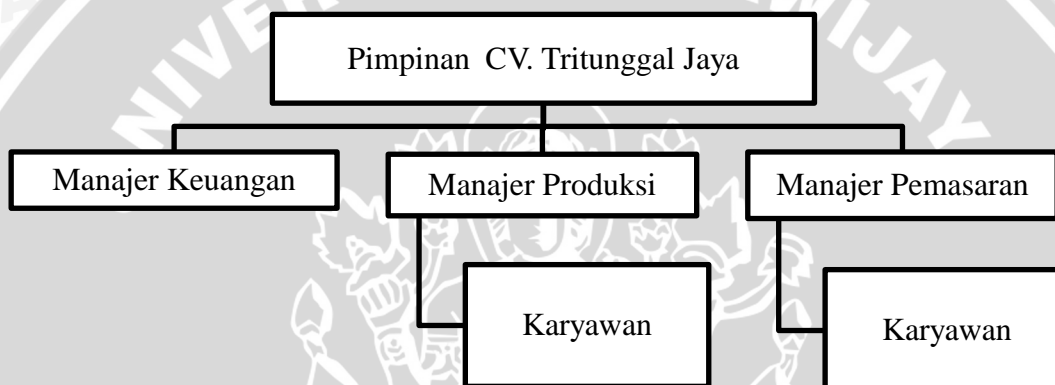 Pimpinan CV. Tritunggal Jaya
Manajer Keuangan
Manajer Produksi
Manajer Pemasaran
Karyawan
Karyawan